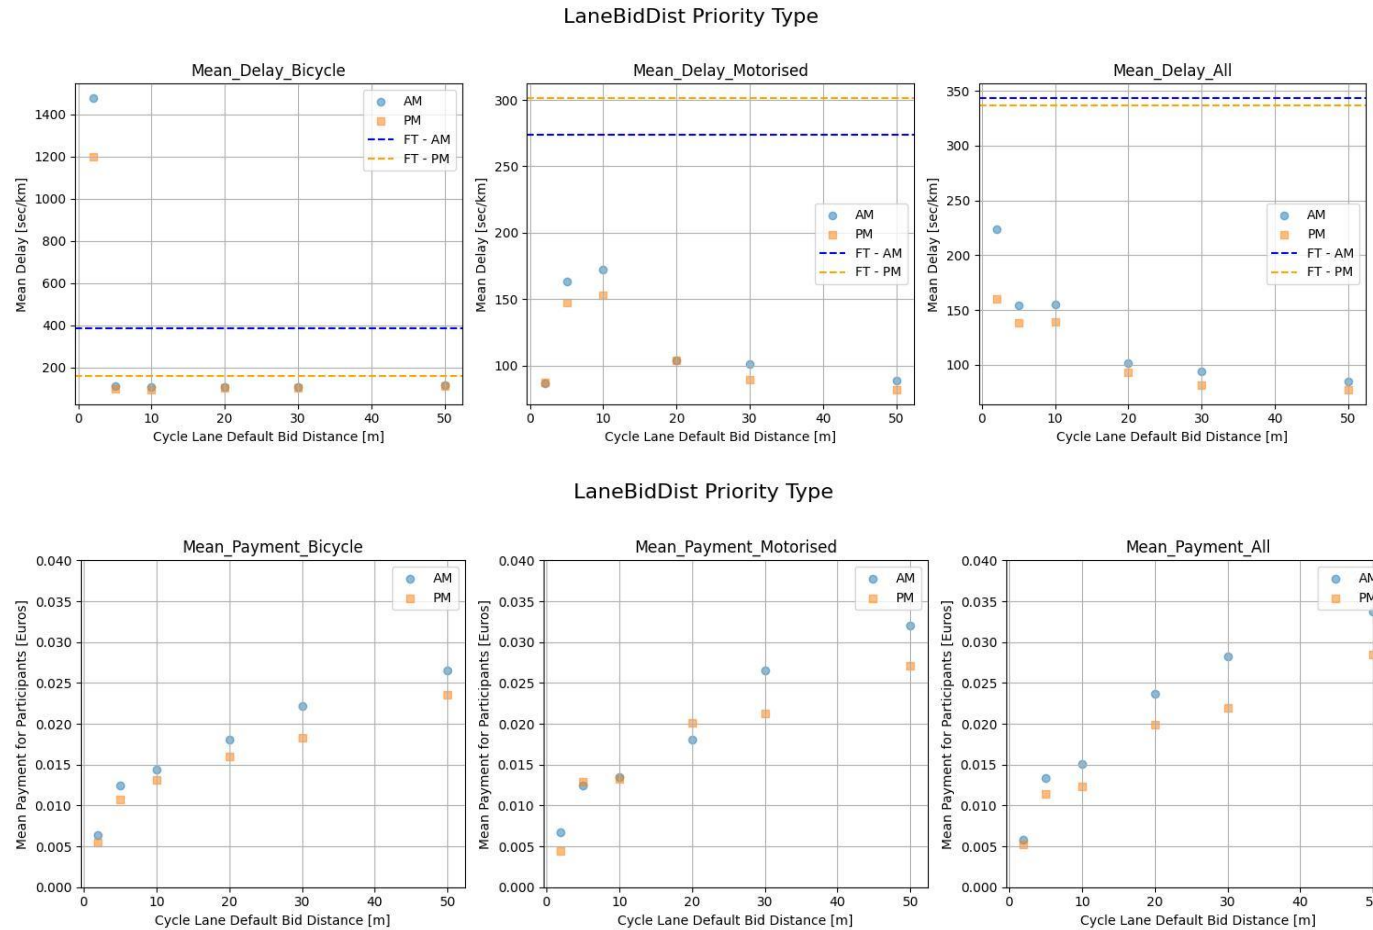 LaneBidDist Priority Type
Mean_Delay_Bicycle
Mean Delay [sec/km]
1400
1200
1000
800
600
400
200
0 10 20 30 40 50
Cycle Lane Default Bid Distance [m]
AM
PM
FT - AM
FT - PM
Mean_Delay_Motorised
Mean Delay [sec/km]
300
250
200
150
100
0 10 20 30 40 50
Cycle Lane Default Bid Distance [m]
AM
PM
FT - AM
FT - PM
Mean_Delay_All
Mean Delay [sec/km]
350
300
250
200
150
100
0 10 20 30 40 50
Cycle Lane Default Bid Distance [m]
AM
PM
FT - AM
FT - PM
LaneBidDist Priority Type
Mean_Payment_Bicycle
Mean Payment for Participants [Euros]
0.040
0.035
0.030
0.025
0.020
0.015
0.010
0.005
0.000
0 10 20 30 40 50
Cycle Lane Default Bid Distance [m]
AM
PM
Mean_Payment_Motorised
Mean Payment for Participants [Euros]
0.040
0.035
0.030
0.025
0.020
0.015
0.010
0.005
0.000
0 10 20 30 40 50
Cycle Lane Default Bid Distance [m]
AM
PM
Mean_Payment_All
Mean Payment for Participants [Euros]
0.040
0.035
0.030
0.025
0.020
0.015
0.010
0.005
0.000
0 10 20 30 40
Cycle Lane Default Bid Distance [m]
AM
PM